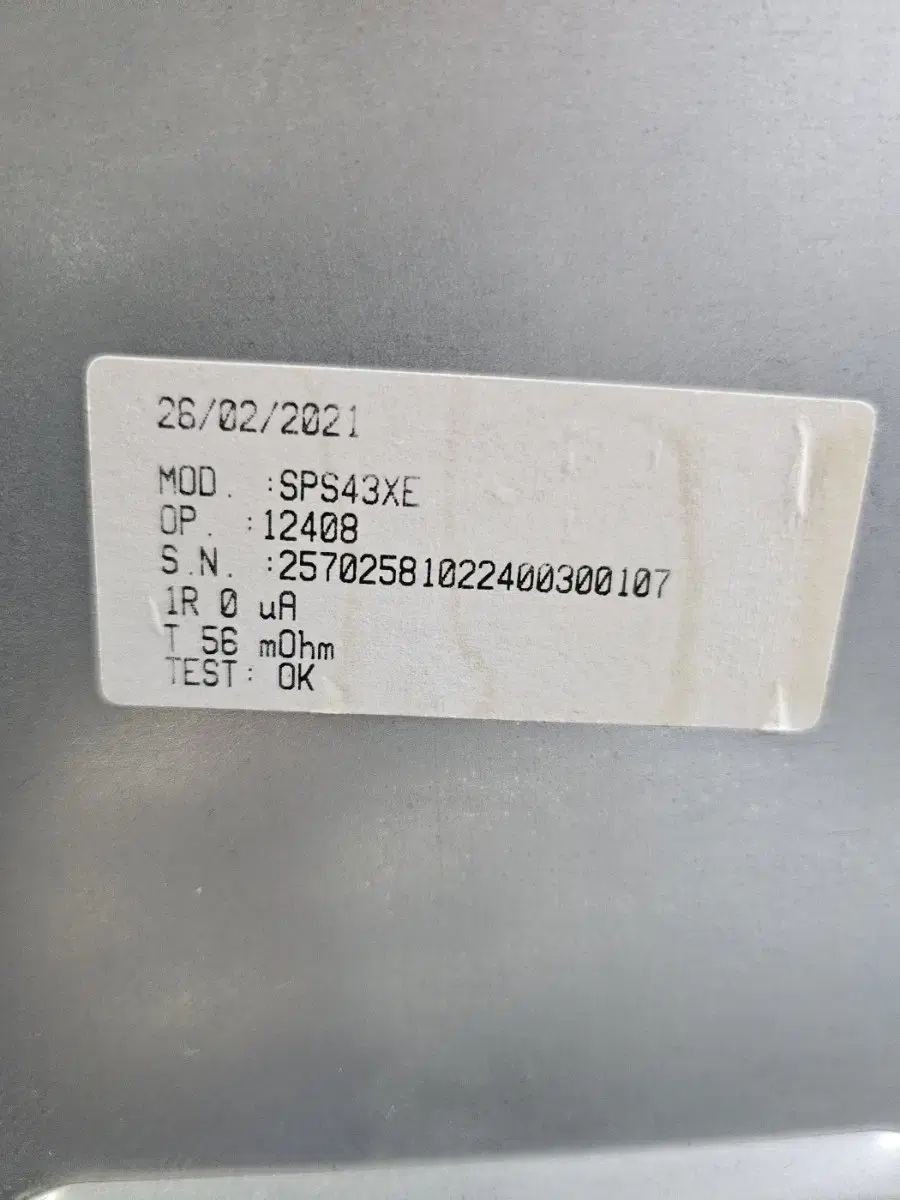 26/02/2021
MOD. :SPS43XE
OP. :12408
S.N. :25702581022400300107
1R 0 uA
T 56 mOhm
TEST: OK